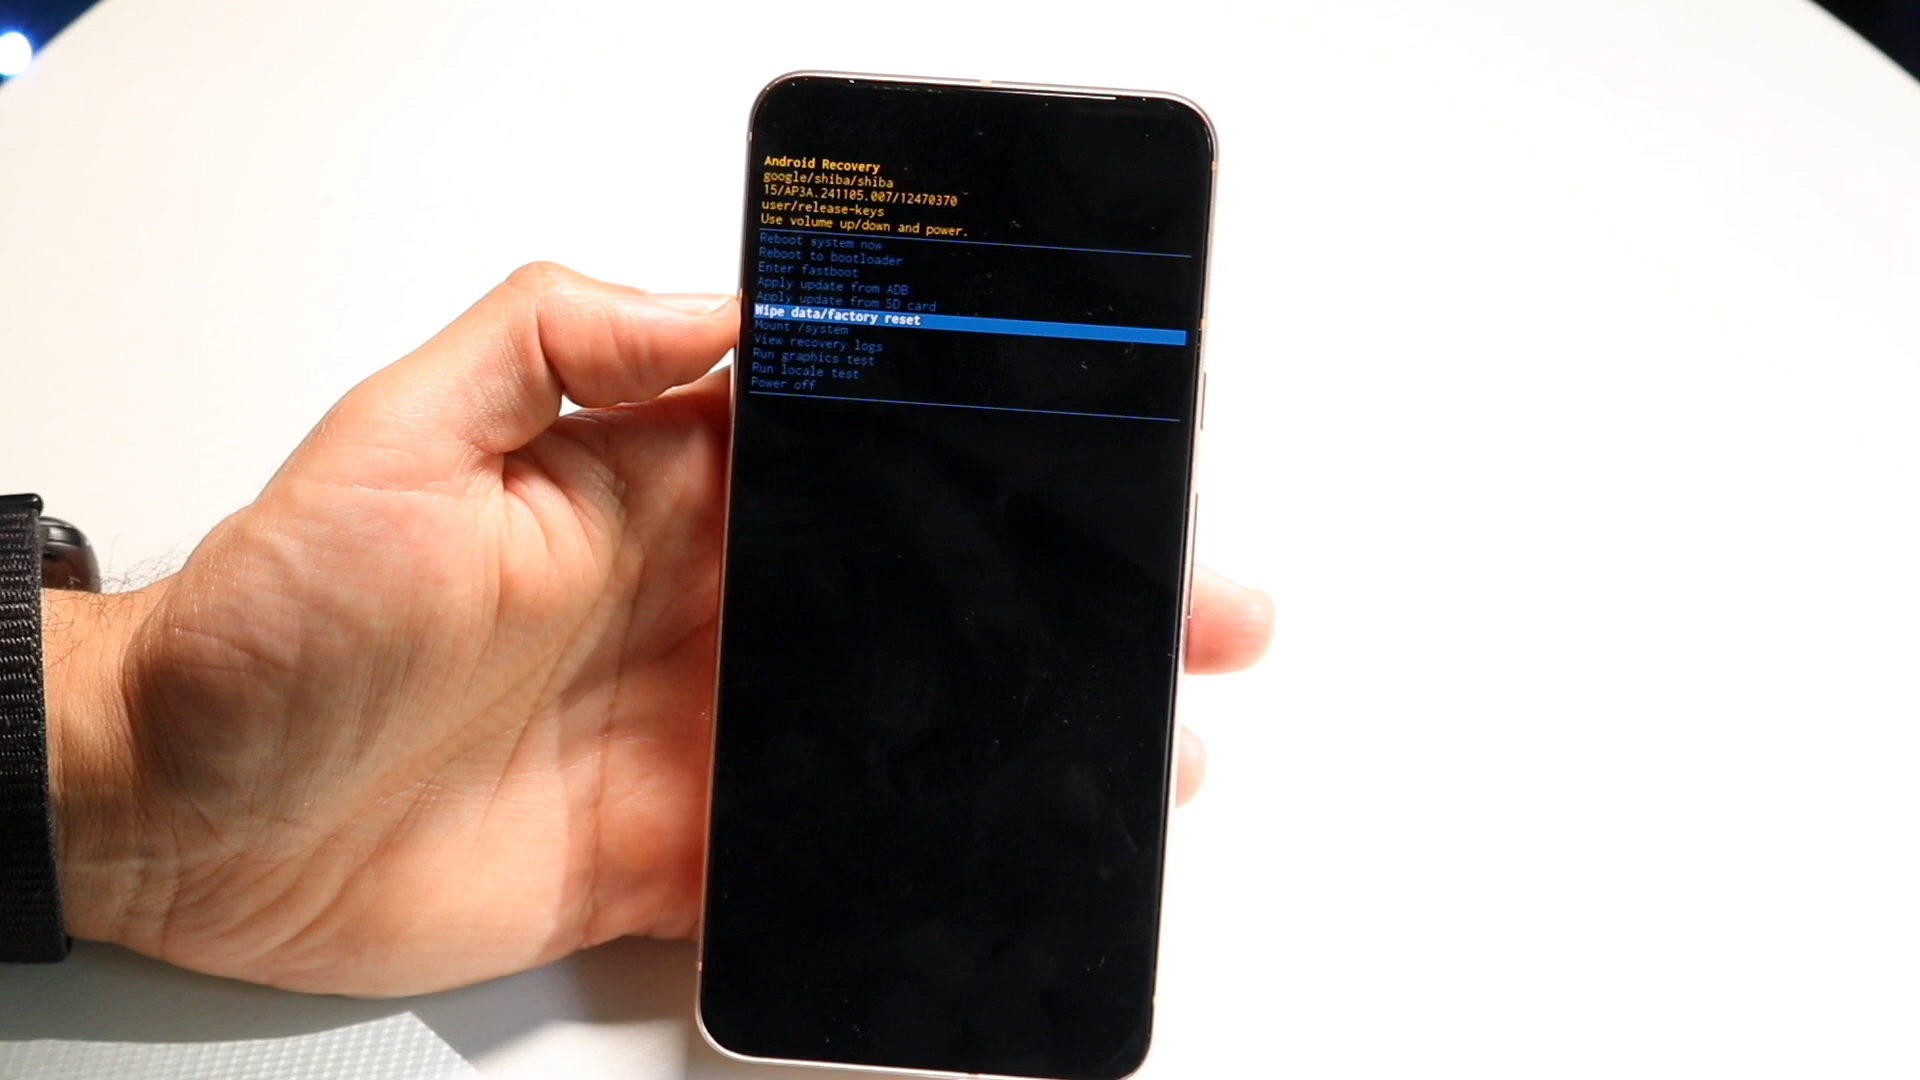 Android Recovery
google/shiba/shiba
15/AP3A.241105.007/12470370
user/release-keys
Use volume up/down and power.
Reboot system now
Reboot to bootloader
Enter fastboot
Apply update from ADB
Apply update from SD card
Wipe data/factory reset
Mount /system
View recovery logs
Run graphics test
Run locale test
Power off